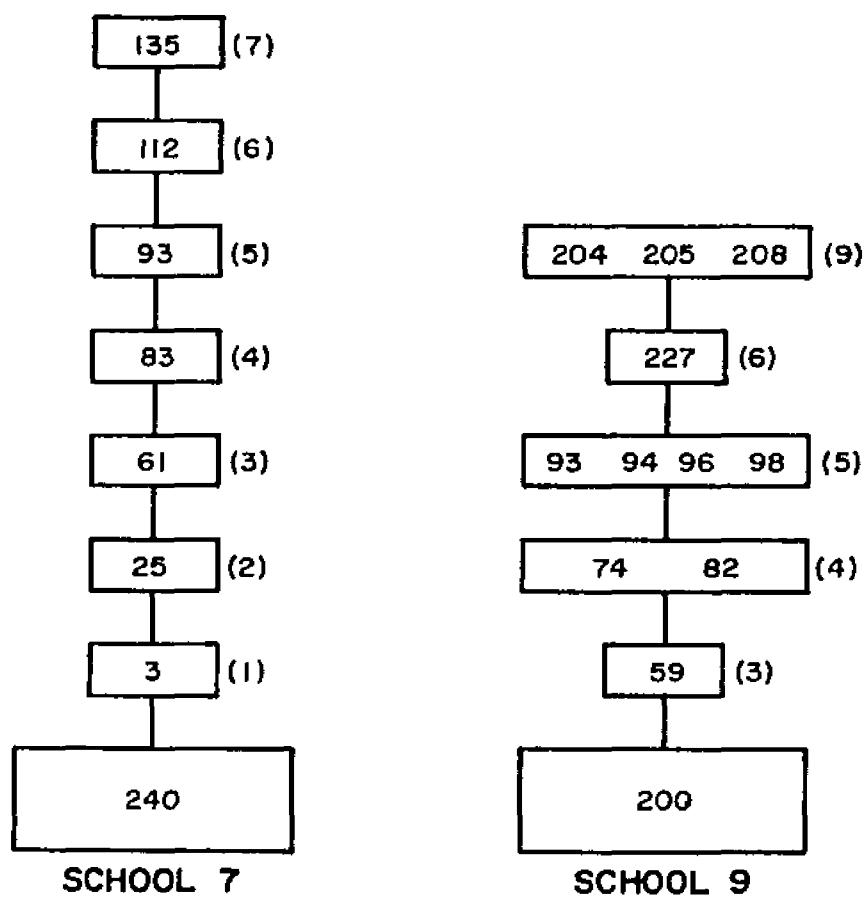 135 (7)
112 (6)
93 (5)
83 (4)
61 (3)
25 (2)
3 (1)
240
SCHOOL 7
204 205 208 (9)
227 (6)
93 94 96 98 (5)
74 82 (4)
59 (3)
200
SCHOOL 9